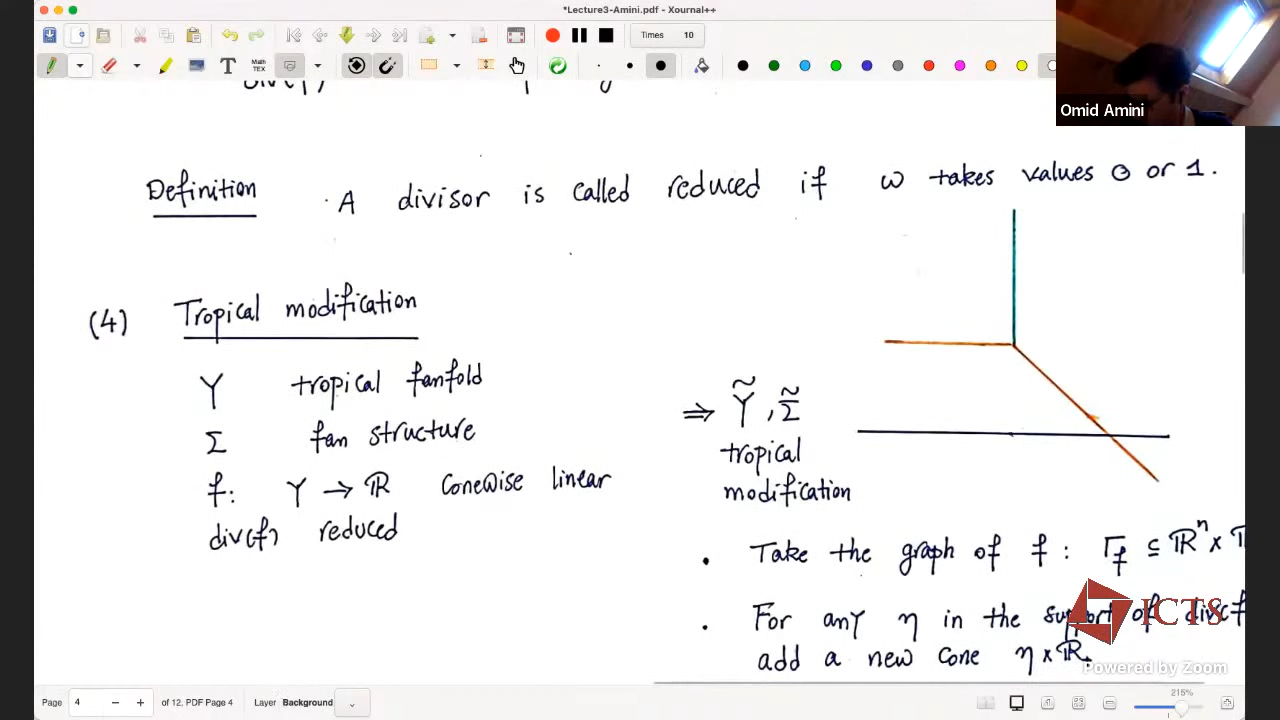 *Lecture3-Amini.pdf - Xournal++
Times 10
Omid Amini
Definition A divisor is called reduced if ω takes values 0 or 1.
(4) Tropical modification
Y tropical fanfold
Σ fan structure
f: Y → ℝ conewise linear
div(f) reduced
⇒ Ỹ, Σ̃
tropical
modification
• Take the graph of f: Γ_f ⊆ ℝⁿ ×
• For any η in the support of div(f
add a new cone η × ℝ₊
ICTS
Powered by Zoom
Page 4 of 12, PDF Page 4 Layer Background 215%